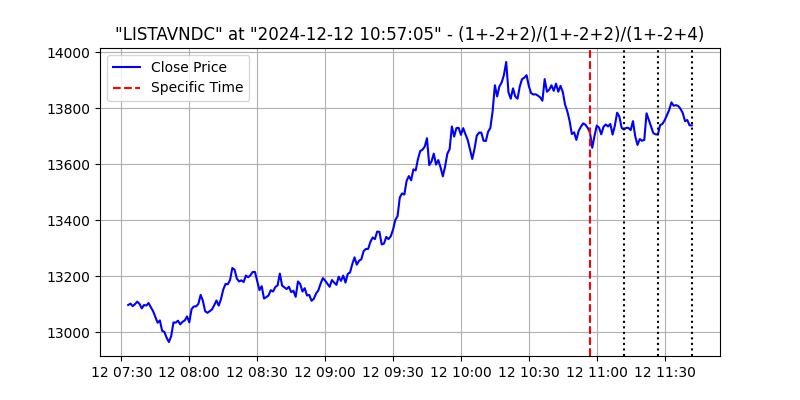 "LISTAVNDC" at "2024-12-12 10:57:05" - (1+-2+2)/(1+-2+2)/(1+-2+4)
Close Price
Specific Time
14000
13800
13600
13400
13200
13000
12 07:30 12 08:00 12 08:30 12 09:00 12 09:30 12 10:00 12 10:30 12 11:00 12 11:30